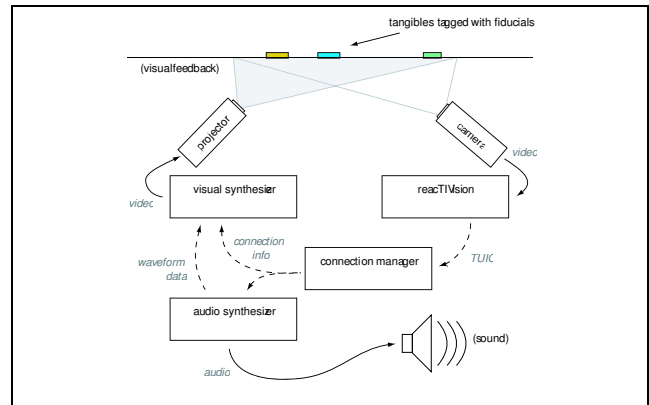 tangibles tagged with fiducials
(visualfeedback)
projector
camera
video
visual synthesizer
reacTIVision
video
connection
info
TUIO
waveform
data
connection manager
audio synthesizer
(sound)
audio